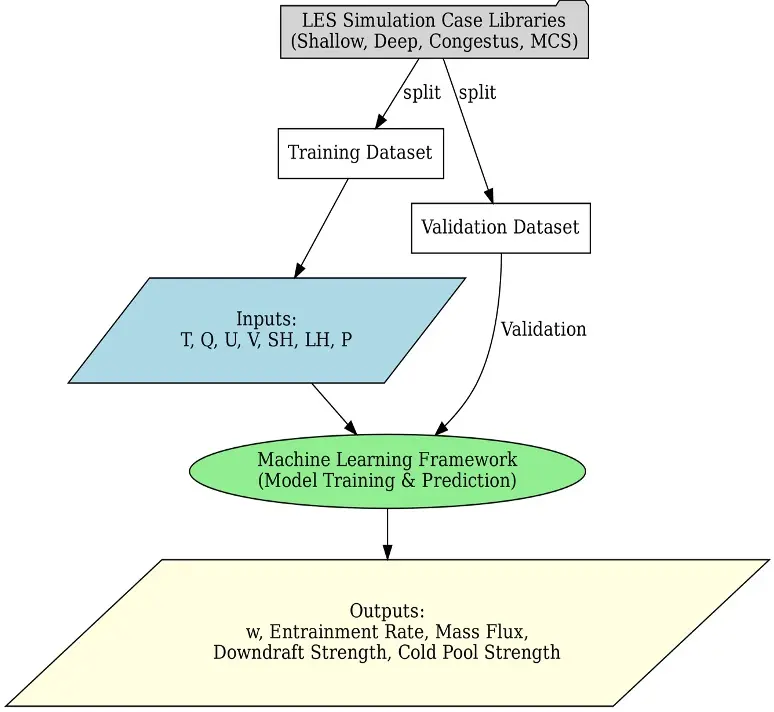 LES Simulation Case Libraries
(Shallow, Deep, Congestus, MCS)
split
split
Training Dataset
Validation Dataset
Inputs:
T, Q, U, V, SH, LH, P
Validation
Machine Learning Framework
(Model Training & Prediction)
Outputs:
w, Entrainment Rate, Mass Flux,
Downdraft Strength, Cold Pool Strength